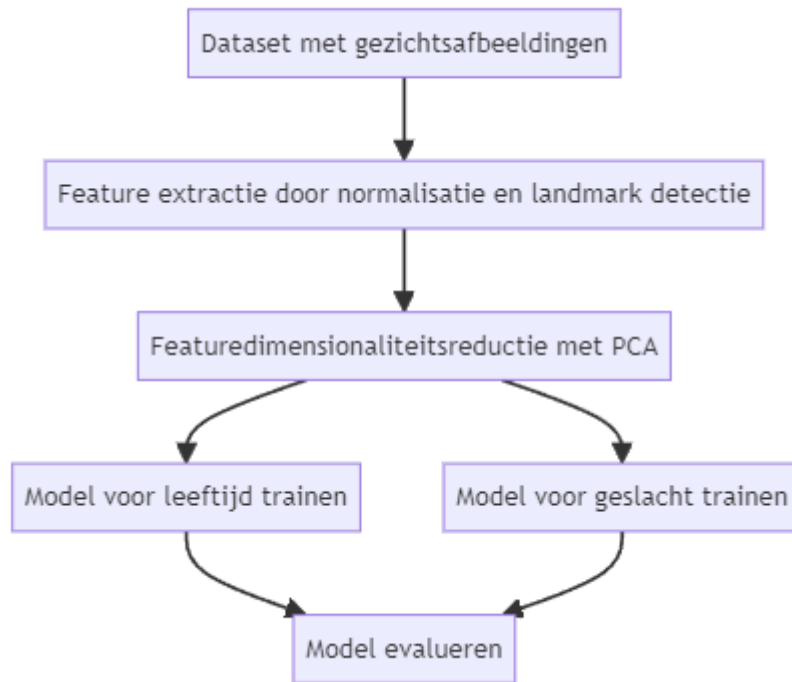 Dataset met gezichtsafbeeldingen
Feature extractie door normalisatie en landmark detectie
Featuredimensionaliteitsreductie met PCA
Model voor leeftijd trainen
Model voor geslacht trainen
Model evalueren